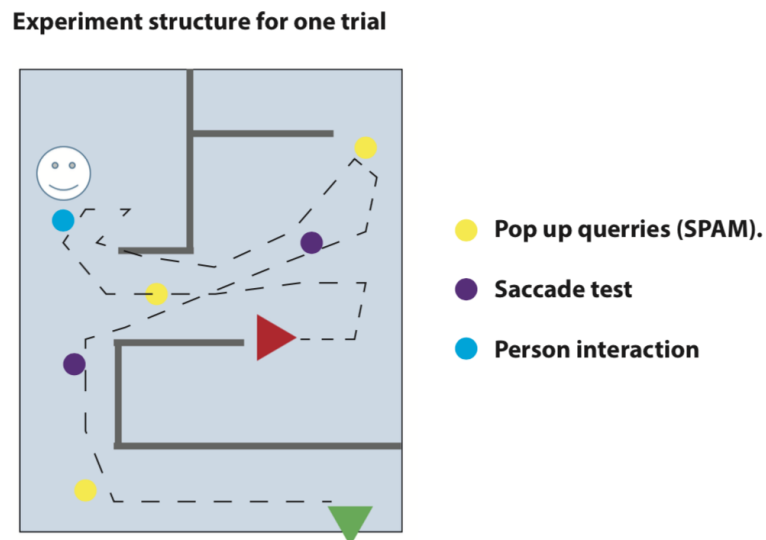 Experiment structure for one trial
Pop up querries (SPAM).
Saccade test
Person interaction